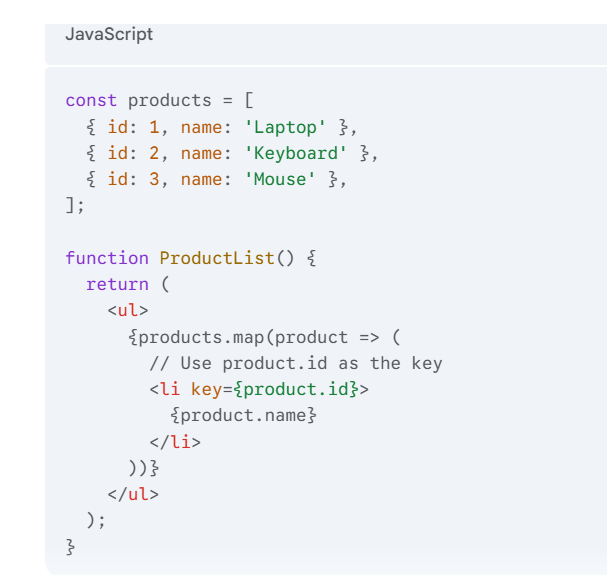 JavaScript
const products = [
  { id: 1, name: 'Laptop' },
  { id: 2, name: 'Keyboard' },
  { id: 3, name: 'Mouse' },
];

function ProductList() {
  return (
    <ul>
      {products.map(product => (
        // Use product.id as the key
        <li key={product.id}>
          {product.name}
        </li>
      ))}
    </ul>
  );
}